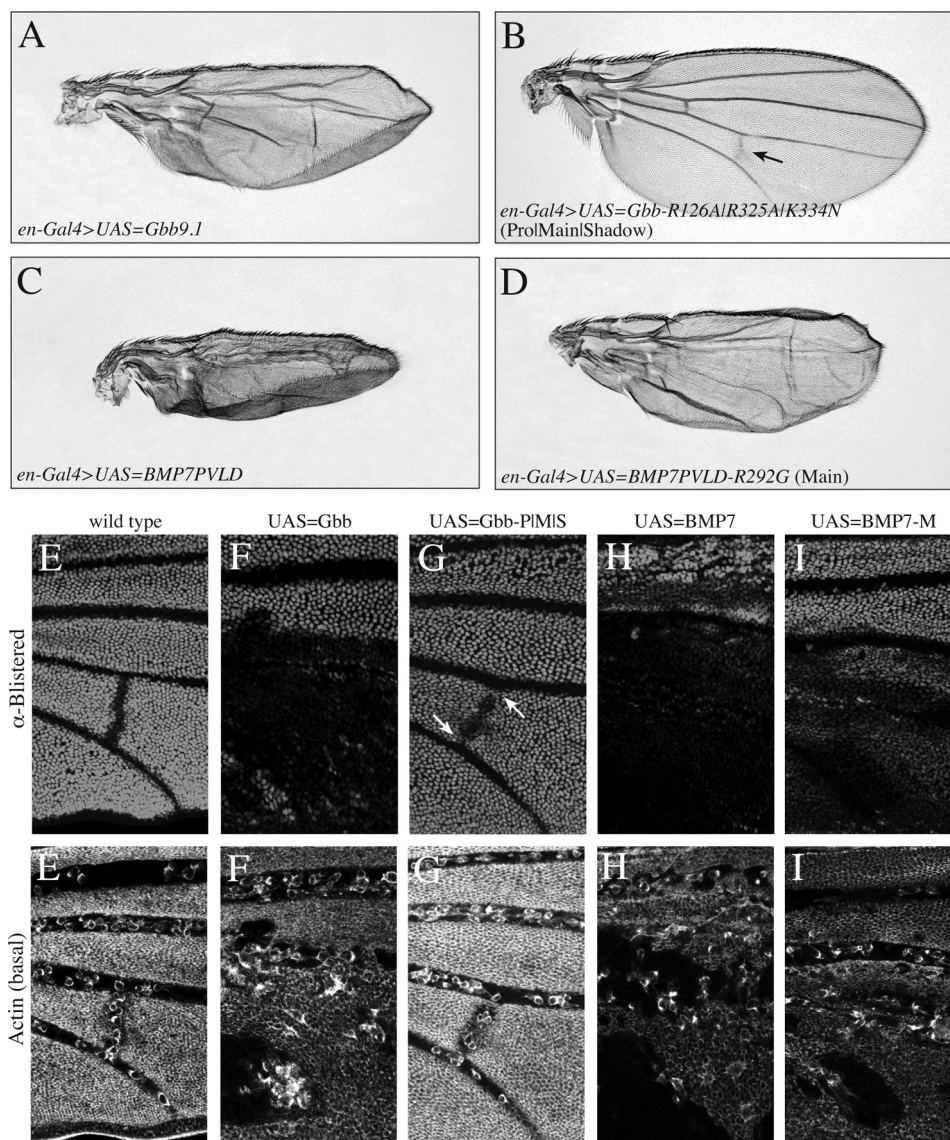 A
en-Gal4>UAS=Gbb9.1
B
en-Gal4>UAS=Gbb-R126A|R325A|K334N
(Pro|Main|Shadow)
C
en-Gal4>UAS=BMP7PVLD
D
en-Gal4>UAS=BMP7PVLD-R292G (Main)
wild type
UAS=Gbb
UAS=Gbb-P|M|S
UAS=BMP7
UAS=BMP7-M
α-Blistered
E
F
G
H
I
Actin (basal)
E
F
G
H
I